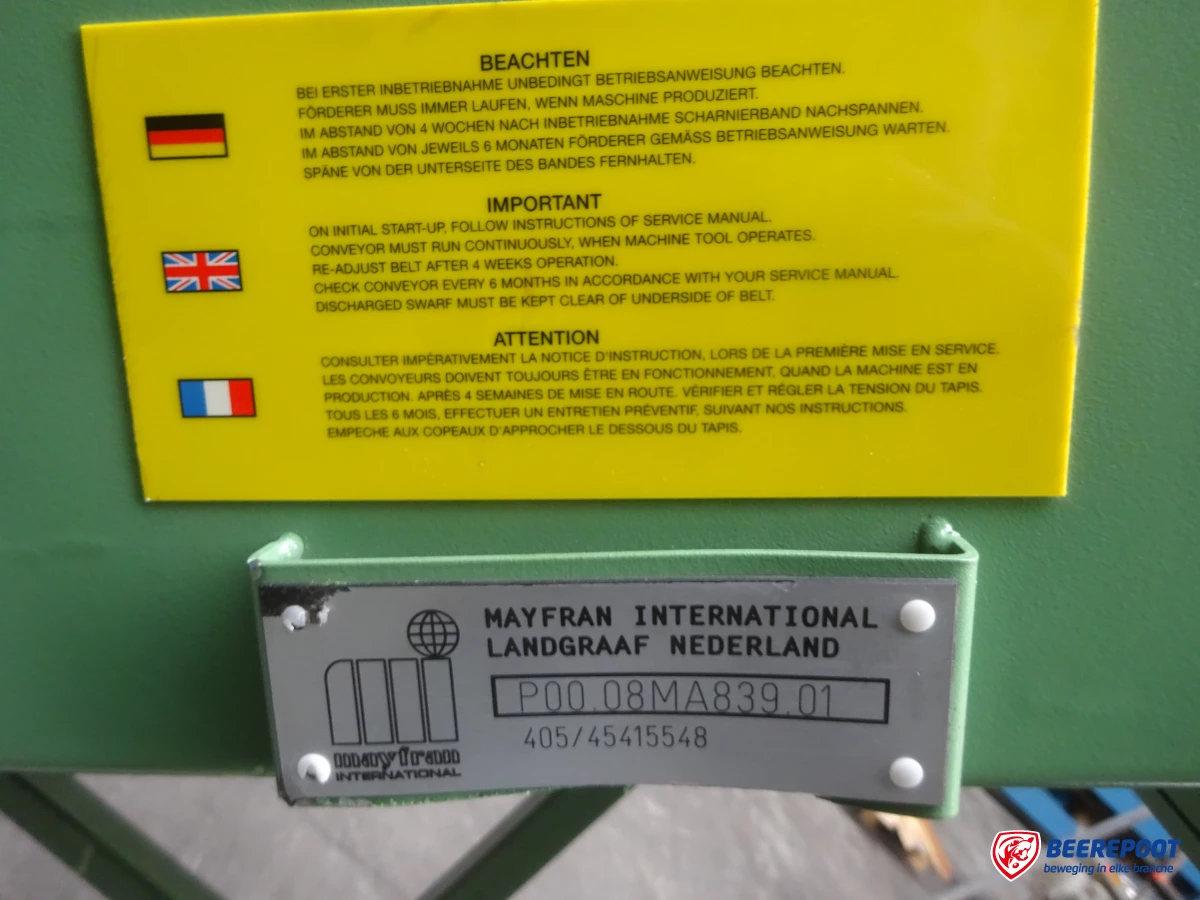 BEACHTEN
BEI ERSTER INBETRIEBNAHME UNBEDINGT BETRIEBSANWEISUNG BEACHTEN.
FÖRDERER MUSS IMMER LAUFEN, WENN MASCHINE PRODUZIERT.
IM ABSTAND VON 4 WOCHEN NACH INBETRIEBNAHME SCHARNIERBAND NACHSPANNEN.
IM ABSTAND VON JEWEILS 6 MONATEN FÖRDERER GEMÄSS BETRIEBSANWEISUNG WARTEN.
SPÄNE VON DER UNTERSEITE DES BANDES FERNHALTEN.
IMPORTANT
ON INITIAL START-UP, FOLLOW INSTRUCTIONS OF SERVICE MANUAL.
CONVEYOR MUST RUN CONTINUOUSLY, WHEN MACHINE TOOL OPERATES.
RE-ADJUST BELT AFTER 4 WEEKS OPERATION.
CHECK CONVEYOR EVERY 6 MONTHS IN ACCORDANCE WITH YOUR SERVICE MANUAL.
DISCHARGED SWARF MUST BE KEPT CLEAR OF UNDERSIDE OF BELT.
ATTENTION
CONSULTER IMPÉRATIVEMENT LA NOTICE D'INSTRUCTION, LORS DE LA PREMIÈRE MISE EN SERVICE.
LES CONVOYEURS DOIVENT TOUJOURS ÊTRE EN FONCTIONNEMENT, QUAND LA MACHINE EST EN
PRODUCTION. APRÈS 4 SEMAINES DE MISE EN ROUTE. VÉRIFIER ET RÉGLER LA TENSION DU TAPIS.
TOUS LES 6 MOIS, EFFECTUER UN ENTRETIEN PRÉVENTIF, SUIVANT NOS INSTRUCTIONS.
EMPECHE AUX COPEAUX D'APPROCHER LE DESSOUS DU TAPIS.
MAYFRAN INTERNATIONAL
LANDGRAAF NEDERLAND
P00.08MA839.01
405/45415548
mayfran
INTERNATIONAL
BEEREPOOT
beweging in elke branche